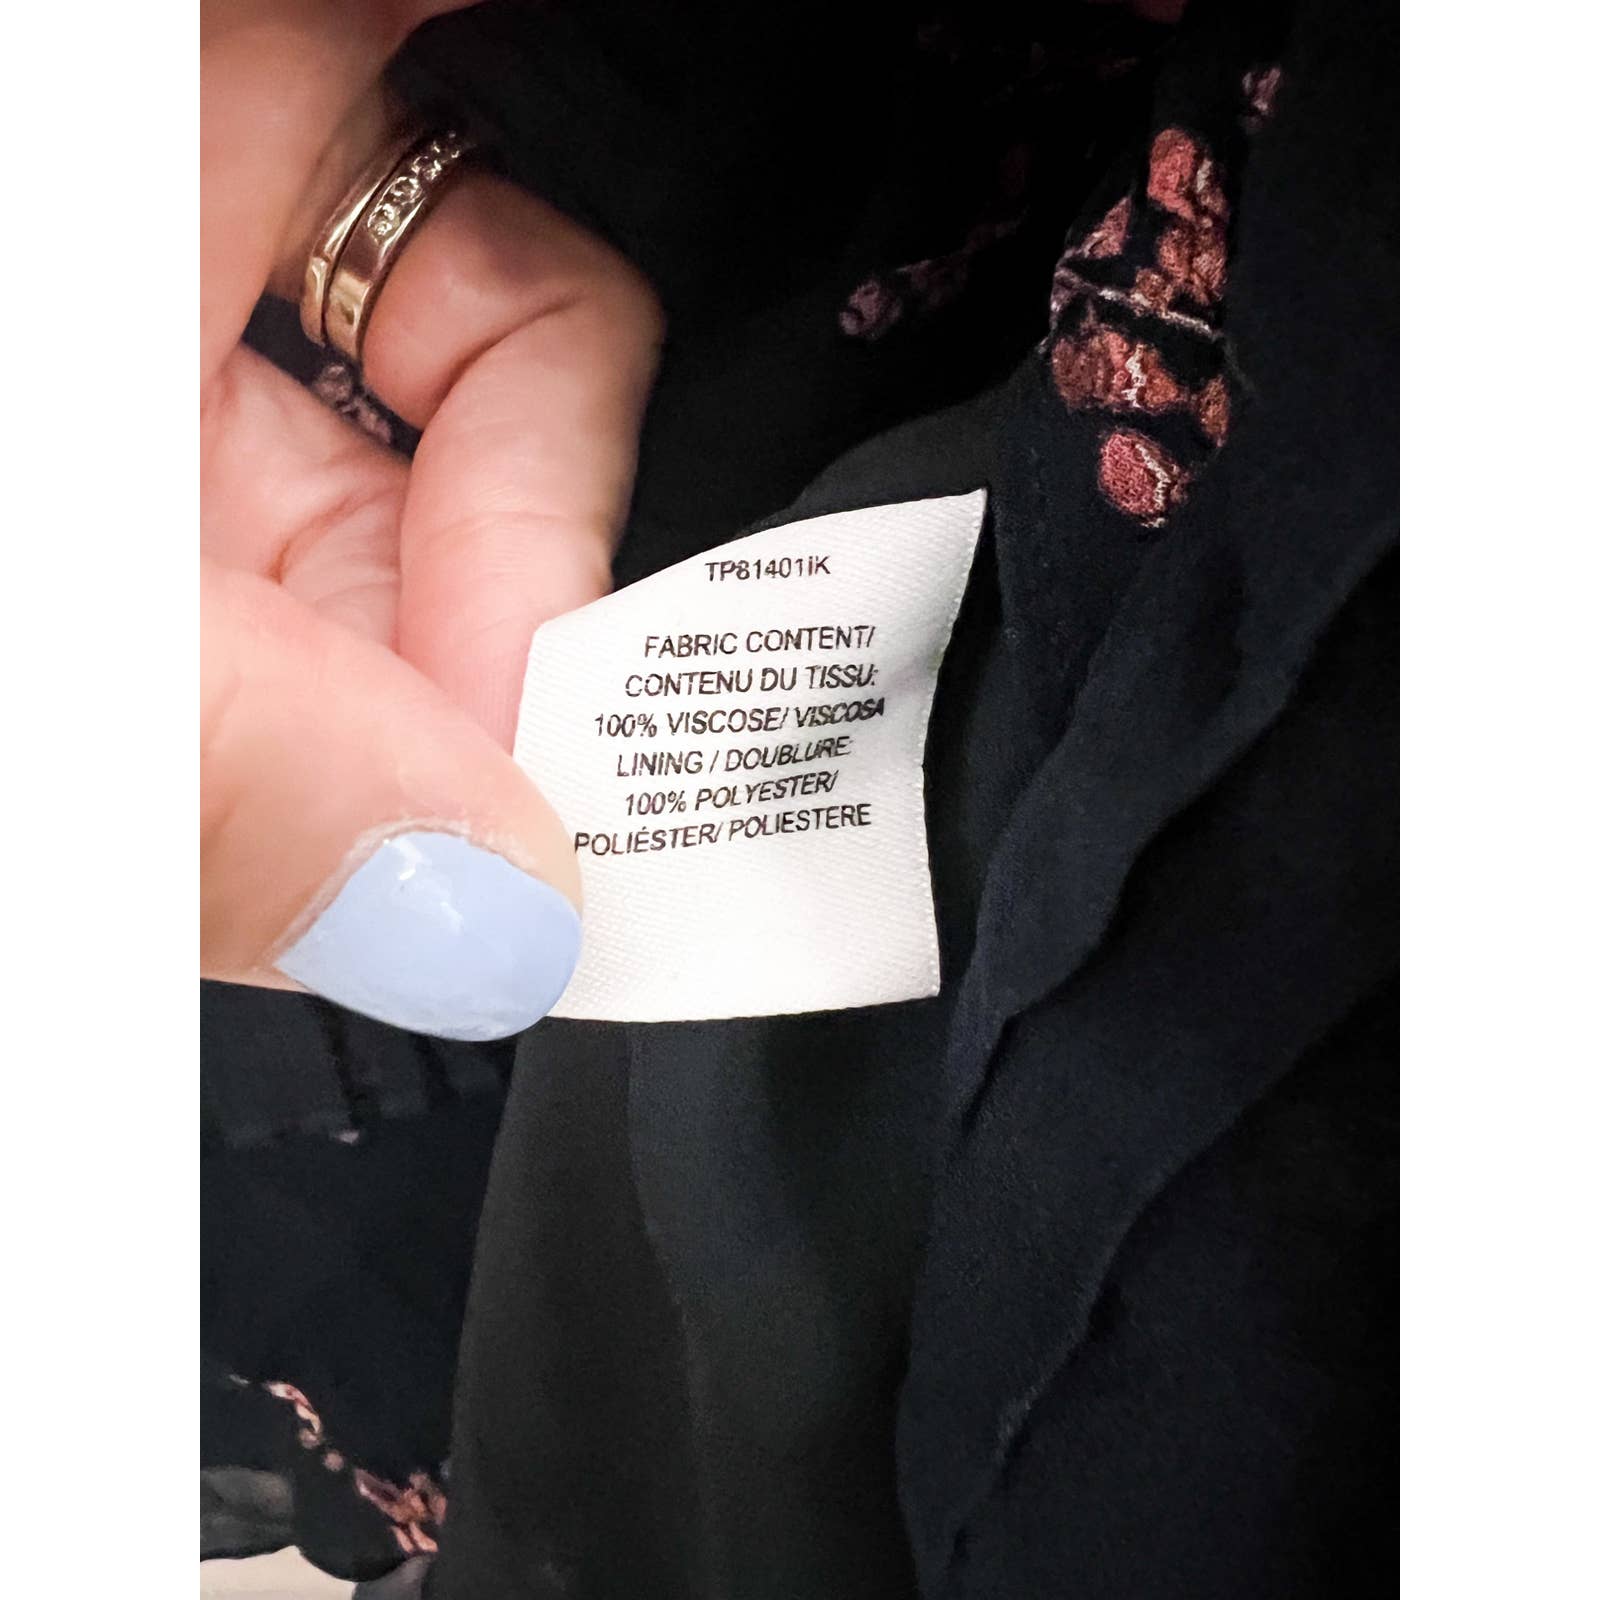 TP81401IK
FABRIC CONTENT/
CONTENU DU TISSU:
100% VISCOSE/ VISCOSA
LINING / DOUBLURE:
100% POLYESTER/
POLIÉSTER/ POLIESTERE